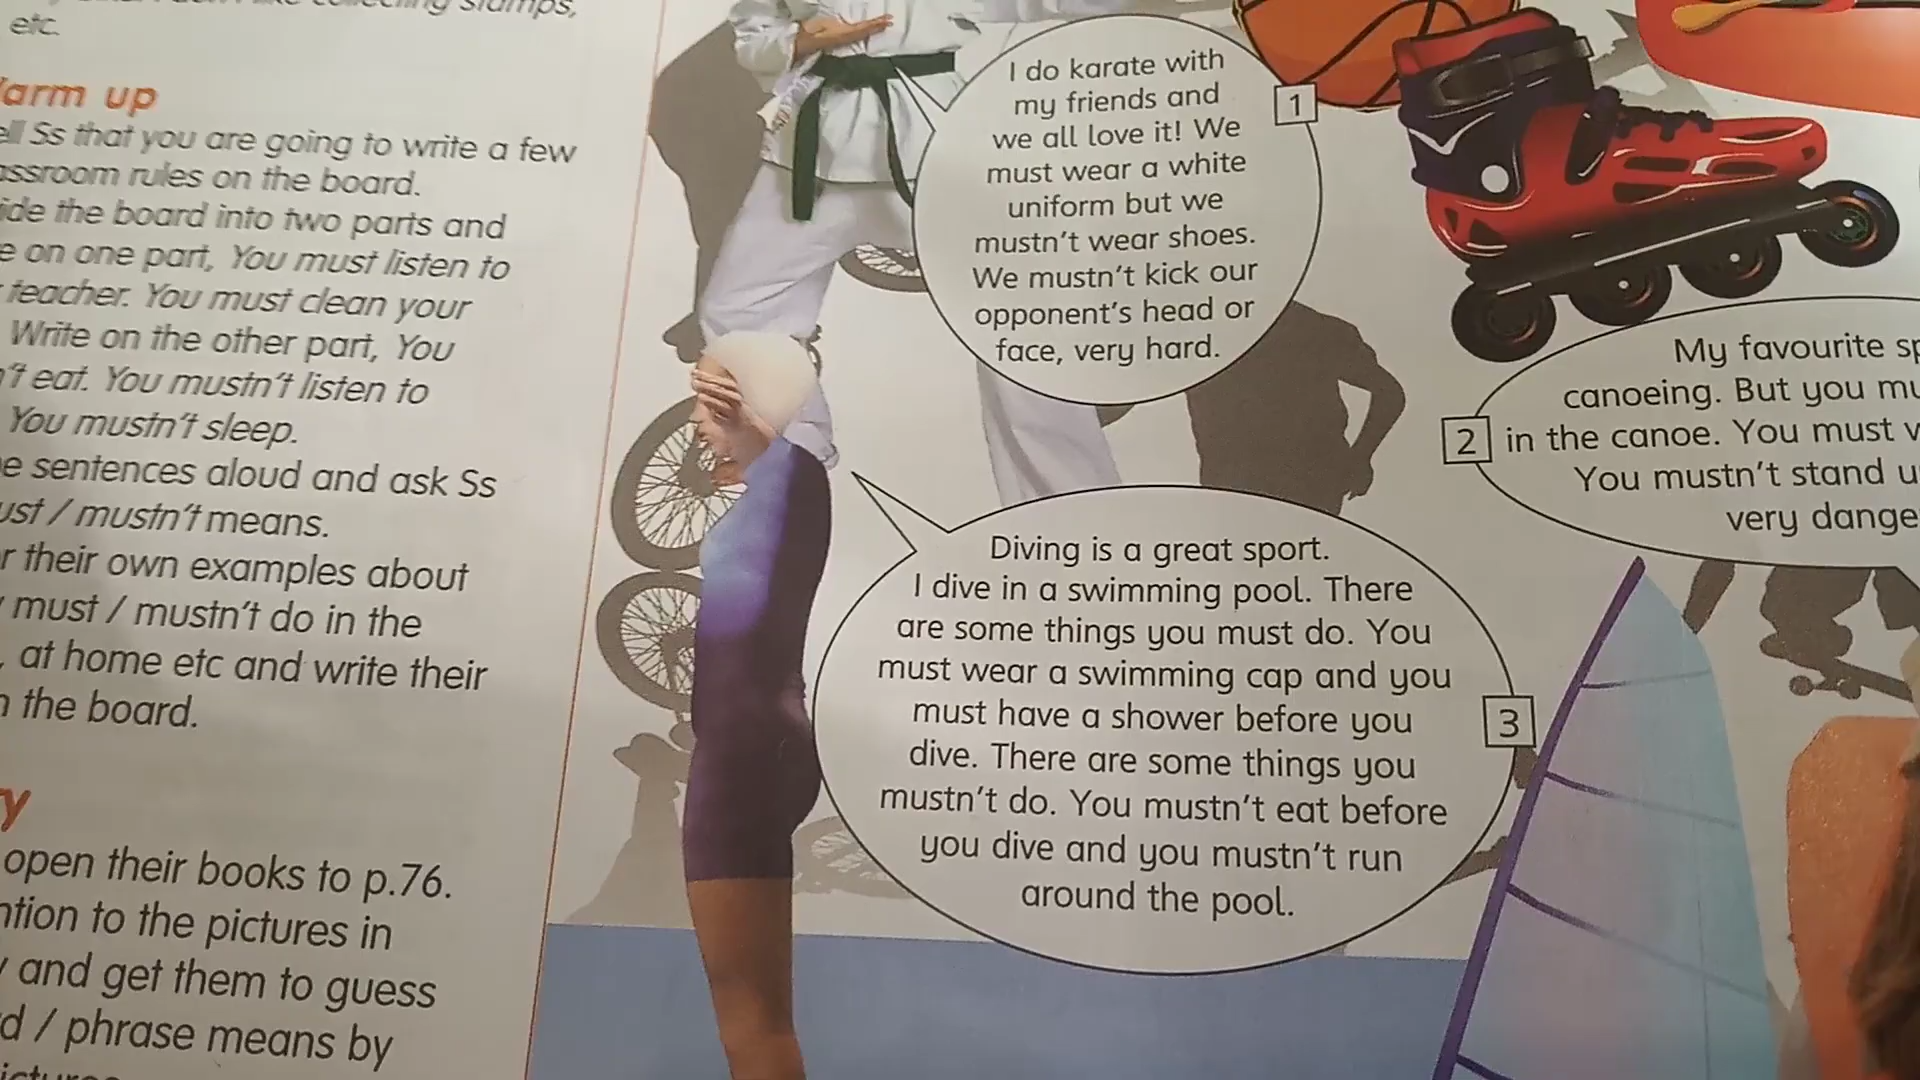 collecting stamps,
etc.
arm up
Ss that you are going to write a few
rules on the board.
the board into two parts and
on one part, You must listen to
teacher. You must clean your
Write on the other part, You
eat. You mustn't listen to
You mustn't sleep.
sentences aloud and ask Ss
/ mustn't means.
their own examples about
must / mustn't do in the
, at home etc and write their
the board.
y
open their books to p.76.
to the pictures in
and get them to guess
/ phrase means by
I do karate with
my friends and
we all love it! We
must wear a white
uniform but we
mustn't wear shoes.
We mustn't kick our
opponent's head or
face, very hard.
1
My favourite
canoeing. But you
2 in the canoe. You must
You mustn't stand
very
Diving is a great sport.
I dive in a swimming pool. There
are some things you must do. You
must wear a swimming cap and you
must have a shower before you
dive. There are some things you
mustn't do. You mustn't eat before
you dive and you mustn't run
around the pool.
3